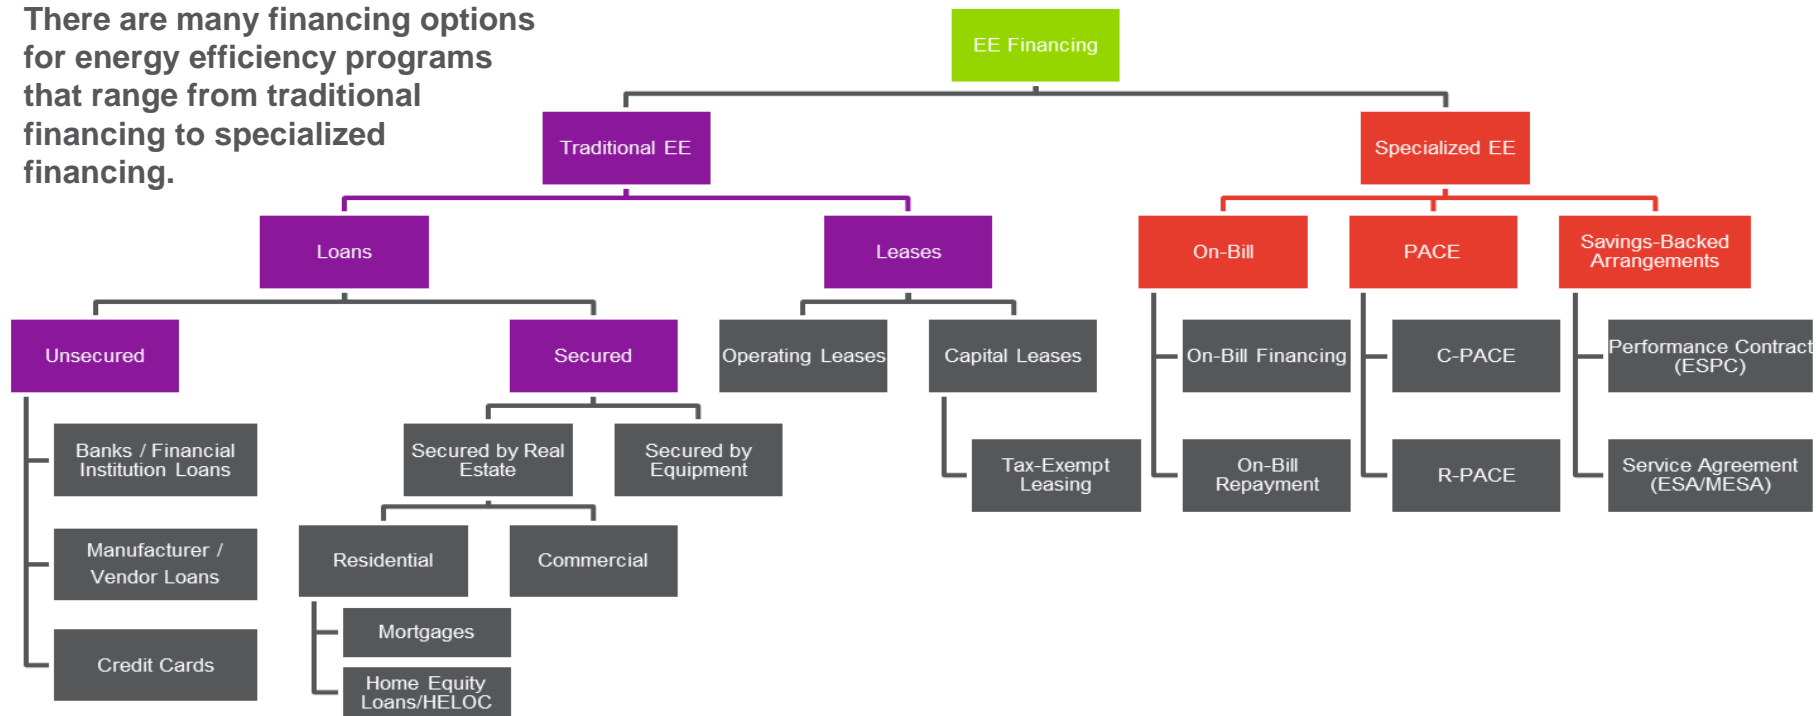 There are many financing options
for energy efficiency programs
that range from traditional
financing to specialized
financing.
EE Financing
Traditional EE
Specialized EE
Loans
Leases
On-Bill
PACE
Savings-Backed
Arrangements
Unsecured
Secured
Operating Leases
Capital Leases
On-Bill Financing
C-PACE
Performance Contract
(ESPC)
Banks / Financial
Institution Loans
Secured by Real
Estate
Secured by
Equipment
Tax-Exempt
Leasing
On-Bill
Repayment
R-PACE
Service Agreement
(ESA/MESA)
Manufacturer /
Vendor Loans
Residential
Commercial
Credit Cards
Mortgages
Home Equity
Loans/HELOC